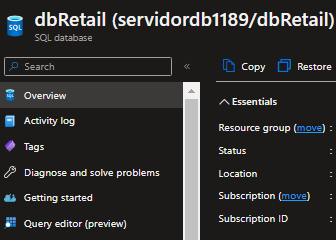 dbRetail (servidordb1189/dbRetail)
SQL database
Search
«
Copy
Restore
Overview
Activity log
Tags
Diagnose and solve problems
Getting started
Query editor (preview)
Essentials
Resource group (move) :
Status :
Location :
Subscription (move) :
Subscription ID :